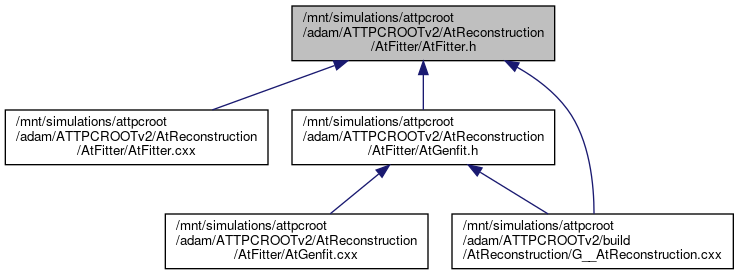 /mnt/simulations/attpcroot
/adam/ATTPCROOTv2/AtReconstruction
/AtFitter/AtFitter.h
/mnt/simulations/attpcroot
/adam/ATTPCROOTv2/AtReconstruction
/AtFitter/AtFitter.cxx
/mnt/simulations/attpcroot
/adam/ATTPCROOTv2/AtReconstruction
/AtFitter/AtGenfit.h
/mnt/simulations/attpcroot
/adam/ATTPCROOTv2/AtReconstruction
/AtFitter/AtGenfit.cxx
/mnt/simulations/attpcroot
/adam/ATTPCROOTv2/build
/AtReconstruction/G__AtReconstruction.cxx